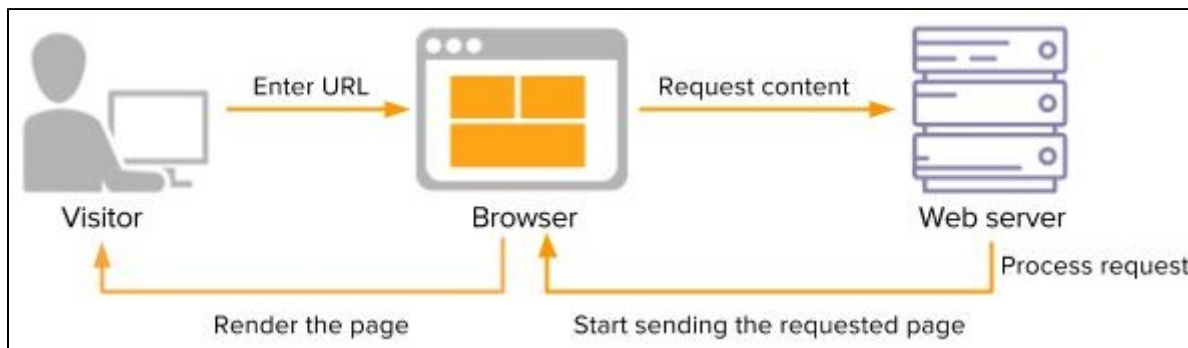 Enter URL
Request content
Visitor
Browser
Web server
Process request
Render the page
Start sending the requested page